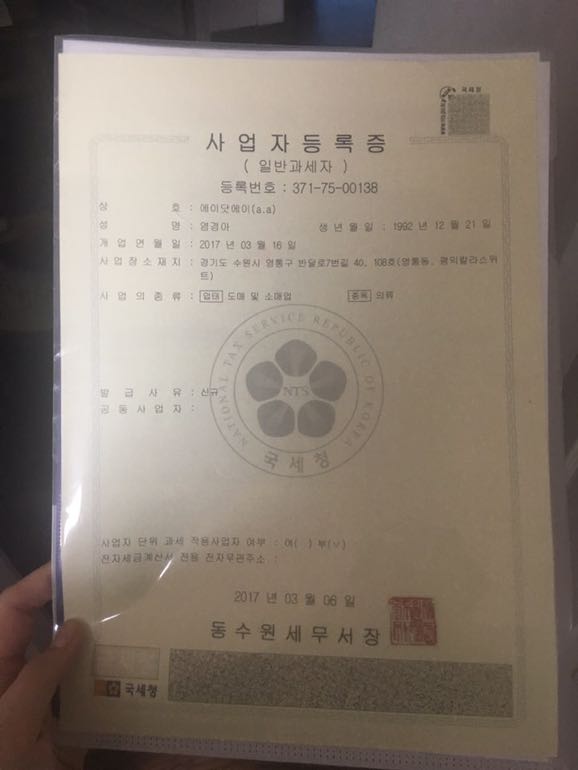 국세청
사업자등록증
( 일반과세자 )
등록번호 : 371-75-00138
상 호 : 에이닷에이(a.a)
성 명 : 염경아 생 년 월 일 : 1992 년 12 월 21 일
개 업 연 월 일 : 2017 년 03 월 16 일
사 업 장 소 재 지 : 경기도 수원시 영통구 반달로7번길 40, 108호(영통동,
트)
사 업 의 종 류 : 업태 도매 및 소매업 종목 의류
NATIONAL TAX SERVICE REPUBLIC OF KOREA
NTS
국세청
발 급 사 유 : 신규
공 동 사 업 자 :
사업자 단위 과세 적용사업자 여부 : 여( ) 부(v)
전자세금계산서 전용 전자우편주소 :
2017 년 03 월 06 일
동수원세무서장
국세청